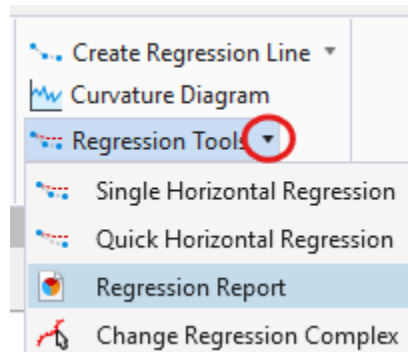 Create Regression Line
Curvature Diagram
Regression Tools
Single Horizontal Regression
Quick Horizontal Regression
Regression Report
Change Regression Complex